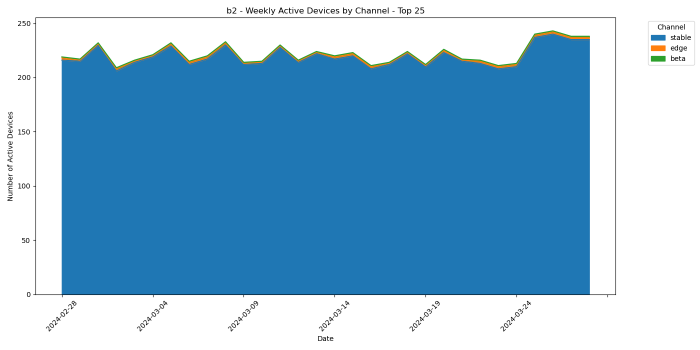 b2 - Weekly Active Devices by Channel - Top 25
Channel
stable
edge
beta
Number of Active Devices
250
200
150
100
50
0
2024-02-28
2024-03-04
2024-03-09
2024-03-14
2024-03-19
2024-03-24
Date